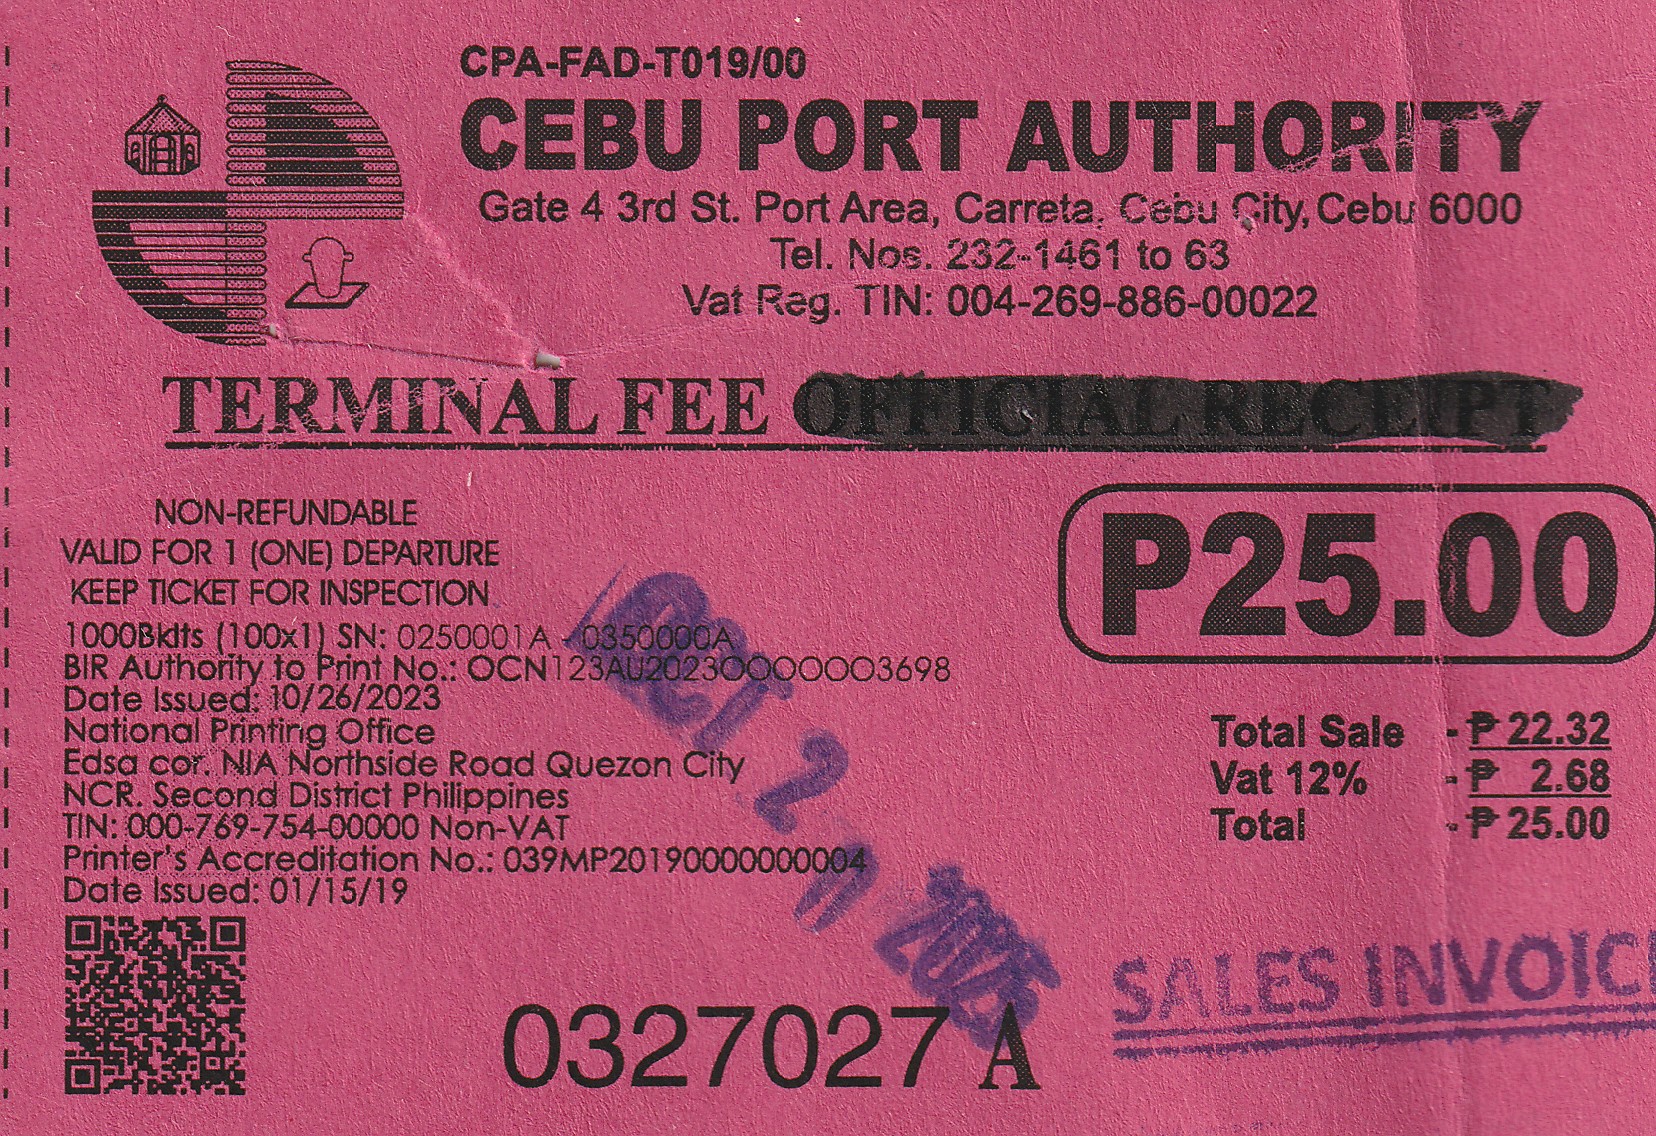 CPA-FAD-T019/00
CEBU PORT AUTHORITY
Gate 4 3rd St. Port Area, Carreta, Cebu City, Cebu 6000
Tel. Nos. 232-1461 to 63
Vat Reg. TIN: 004-269-886-00022
TERMINAL FEE OFFICIAL RECEIPT
NON-REFUNDABLE
VALID FOR 1 (ONE) DEPARTURE
KEEP TICKET FOR INSPECTION
P25.00
1000Bklts (100x1) SN: 0250001A - 0350000A
BIR Authority to Print No.: OCN123AU20230000003698
Date Issued: 10/26/2023
National Printing Office
Edsa cor. NIA Northside Road Quezon City
NCR. Second District Philippines
TIN: 000-769-754-00000 Non-VAT
Printer's Accreditation No.: 039MP20190000000004
Date Issued: 01/15/19
Total Sale - ₱ 22.32
Vat 12% - ₱ 2.68
Total - ₱ 25.00
2025
SALES INVOIC
0327027 A